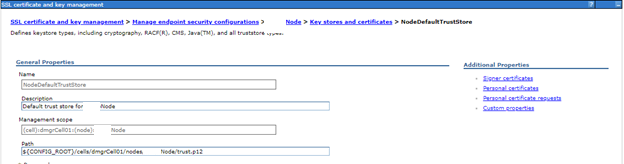 SSL certificate and key management
? _
SSL certificate and key management > Manage endpoint security configurations > Node > Key stores and certificates > NodeDefaultTrustStore
Defines keystore types, including cryptography, RACF(R), CMS, Java(TM), and all truststore types.
General Properties
Name
NodeDefaultTrustStore
Description
Default trust store for Node
Management scope
(cell):dmgrCell01:(node): Node
Path
${CONFIG_ROOT}/cells/dmgrCell01/nodes, Node/trust.p12
Additional Properties
Signer certificates
Personal certificates
Personal certificate requests
Custom properties